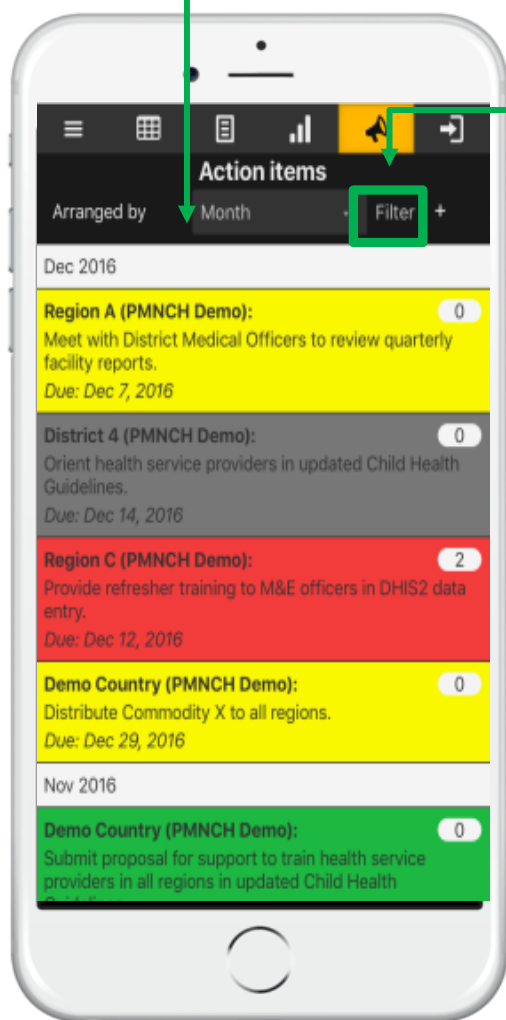 Action items
Arranged by Month Filter +
Dec 2016
Region A (PMNCH Demo): 0
Meet with District Medical Officers to review quarterly
facility reports.
Due: Dec 7, 2016
District 4 (PMNCH Demo): 0
Orient health service providers in updated Child Health
Guidelines.
Due: Dec 14, 2016
Region C (PMNCH Demo): 2
Provide refresher training to M&E officers in DHIS2 data
entry.
Due: Dec 12, 2016
Demo Country (PMNCH Demo): 0
Distribute Commodity X to all regions.
Due: Dec 29, 2016
Nov 2016
Demo Country (PMNCH Demo): 0
Submit proposal for support to train health service
providers in all regions in updated Child Health